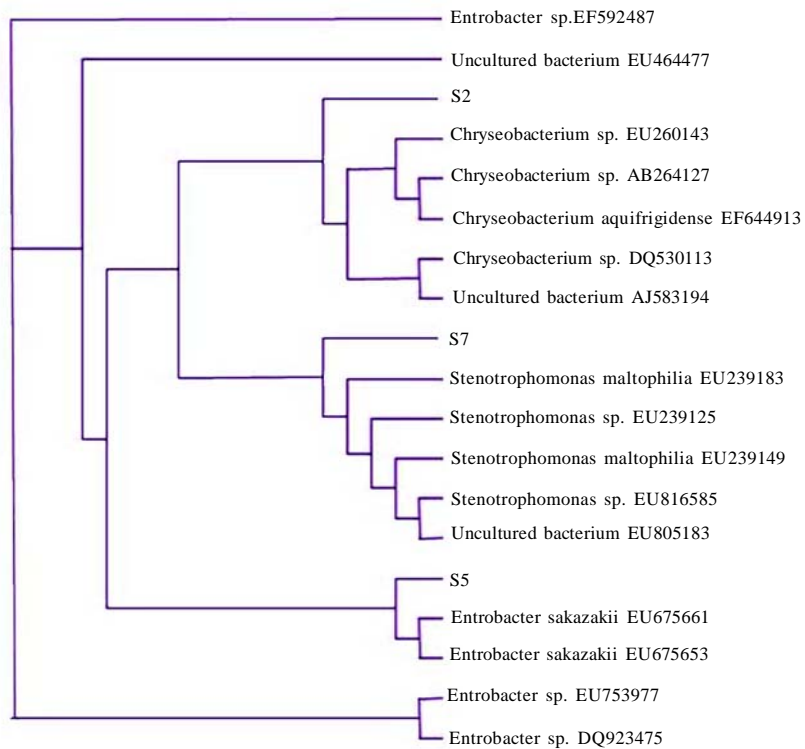 Entrobacter sp.EF592487
Uncultured bacterium EU464477
S2
Chryseobacterium sp. EU260143
Chryseobacterium sp. AB264127
Chryseobacterium aquifrigidense EF644913
Chryseobacterium sp. DQ530113
Uncultured bacterium AJ583194
S7
Stenotrophomonas maltophilia EU239183
Stenotrophomonas sp. EU239125
Stenotrophomonas maltophilia EU239149
Stenotrophomonas sp. EU816585
Uncultured bacterium EU805183
S5
Entrobacter sakazakii EU675661
Entrobacter sakazakii EU675653
Entrobacter sp. EU753977
Entrobacter sp. DQ923475